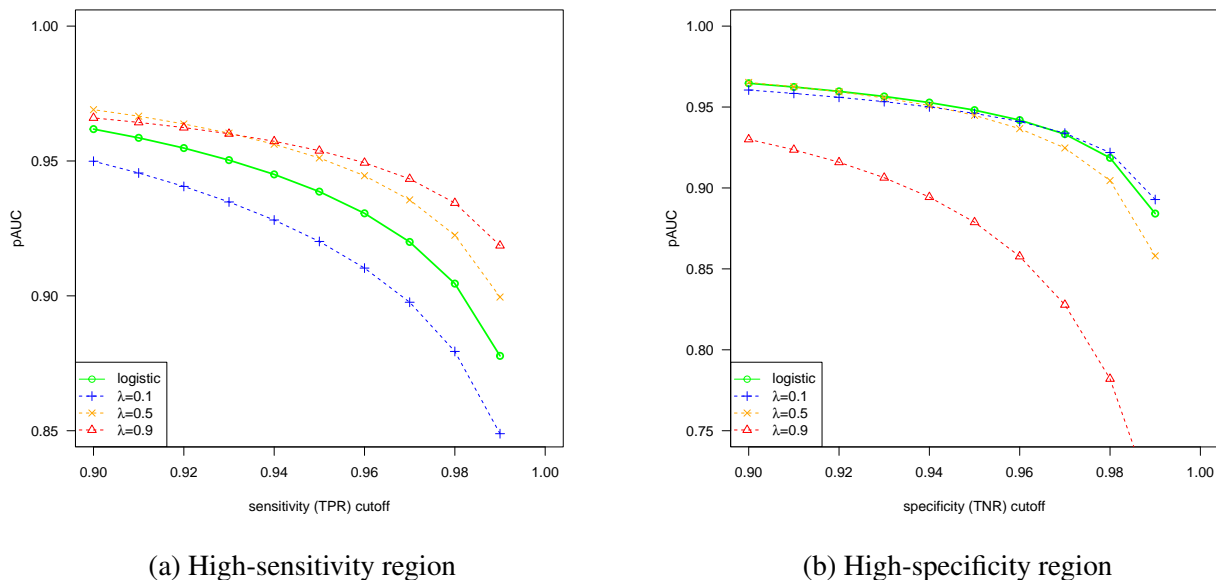 1.00
0.95
0.90
0.85
pAUC
logistic
λ=0.1
λ=0.5
λ=0.9
0.90 0.92 0.94 0.96 0.98 1.00
sensitivity (TPR) cutoff
(a) High-sensitivity region
1.00
0.95
0.90
0.85
0.80
0.75
pAUC
logistic
λ=0.1
λ=0.5
λ=0.9
0.90 0.92 0.94 0.96 0.98 1.00
specificity (TNR) cutoff
(b) High-specificity region